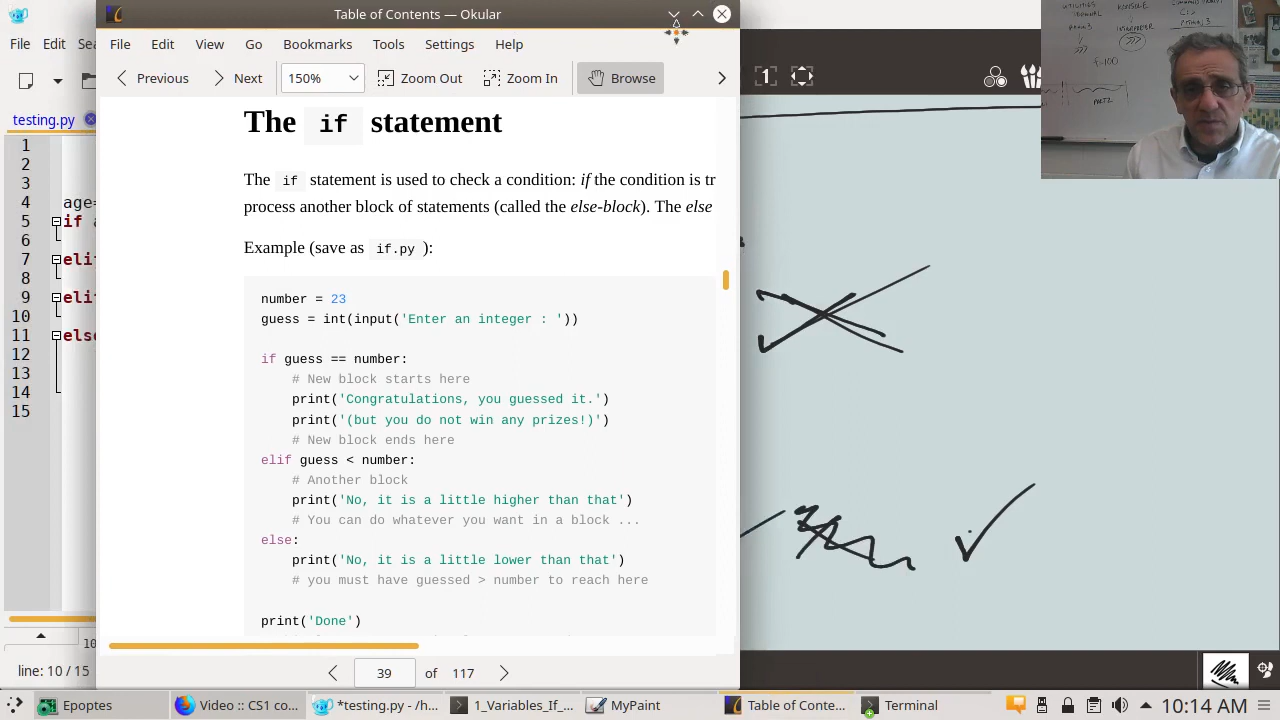 Table of Contents — Okular
File Edit Sea
File Edit View Go Bookmarks Tools Settings Help
Previous Next 150% Zoom Out Zoom In Browse
testing.py
The if statement
The if statement is used to check a condition: if the condition is tr
process another block of statements (called the else-block). The else
Example (save as if.py ):
number = 23
guess = int(input('Enter an integer : '))
if guess == number:
# New block starts here
print('Congratulations, you guessed it.')
print('(but you do not win any prizes!)')
# New block ends here
elif guess < number:
# Another block
print('No, it is a little higher than that')
# You can do whatever you want in a block ...
else:
print('No, it is a little lower than that')
# you must have guessed > number to reach here
print('Done')
1
2
3
4 age=
5 if a
6
7 elif
8
9 elif
10
11 else
12
13
14
15
10
line: 10 / 15
39 of 117
1
Epoptes
Video :: CS1 co...
*testing.py - /h...
1_Variables_If_...
MyPaint
Table of Conte...
Terminal
10:14 AM